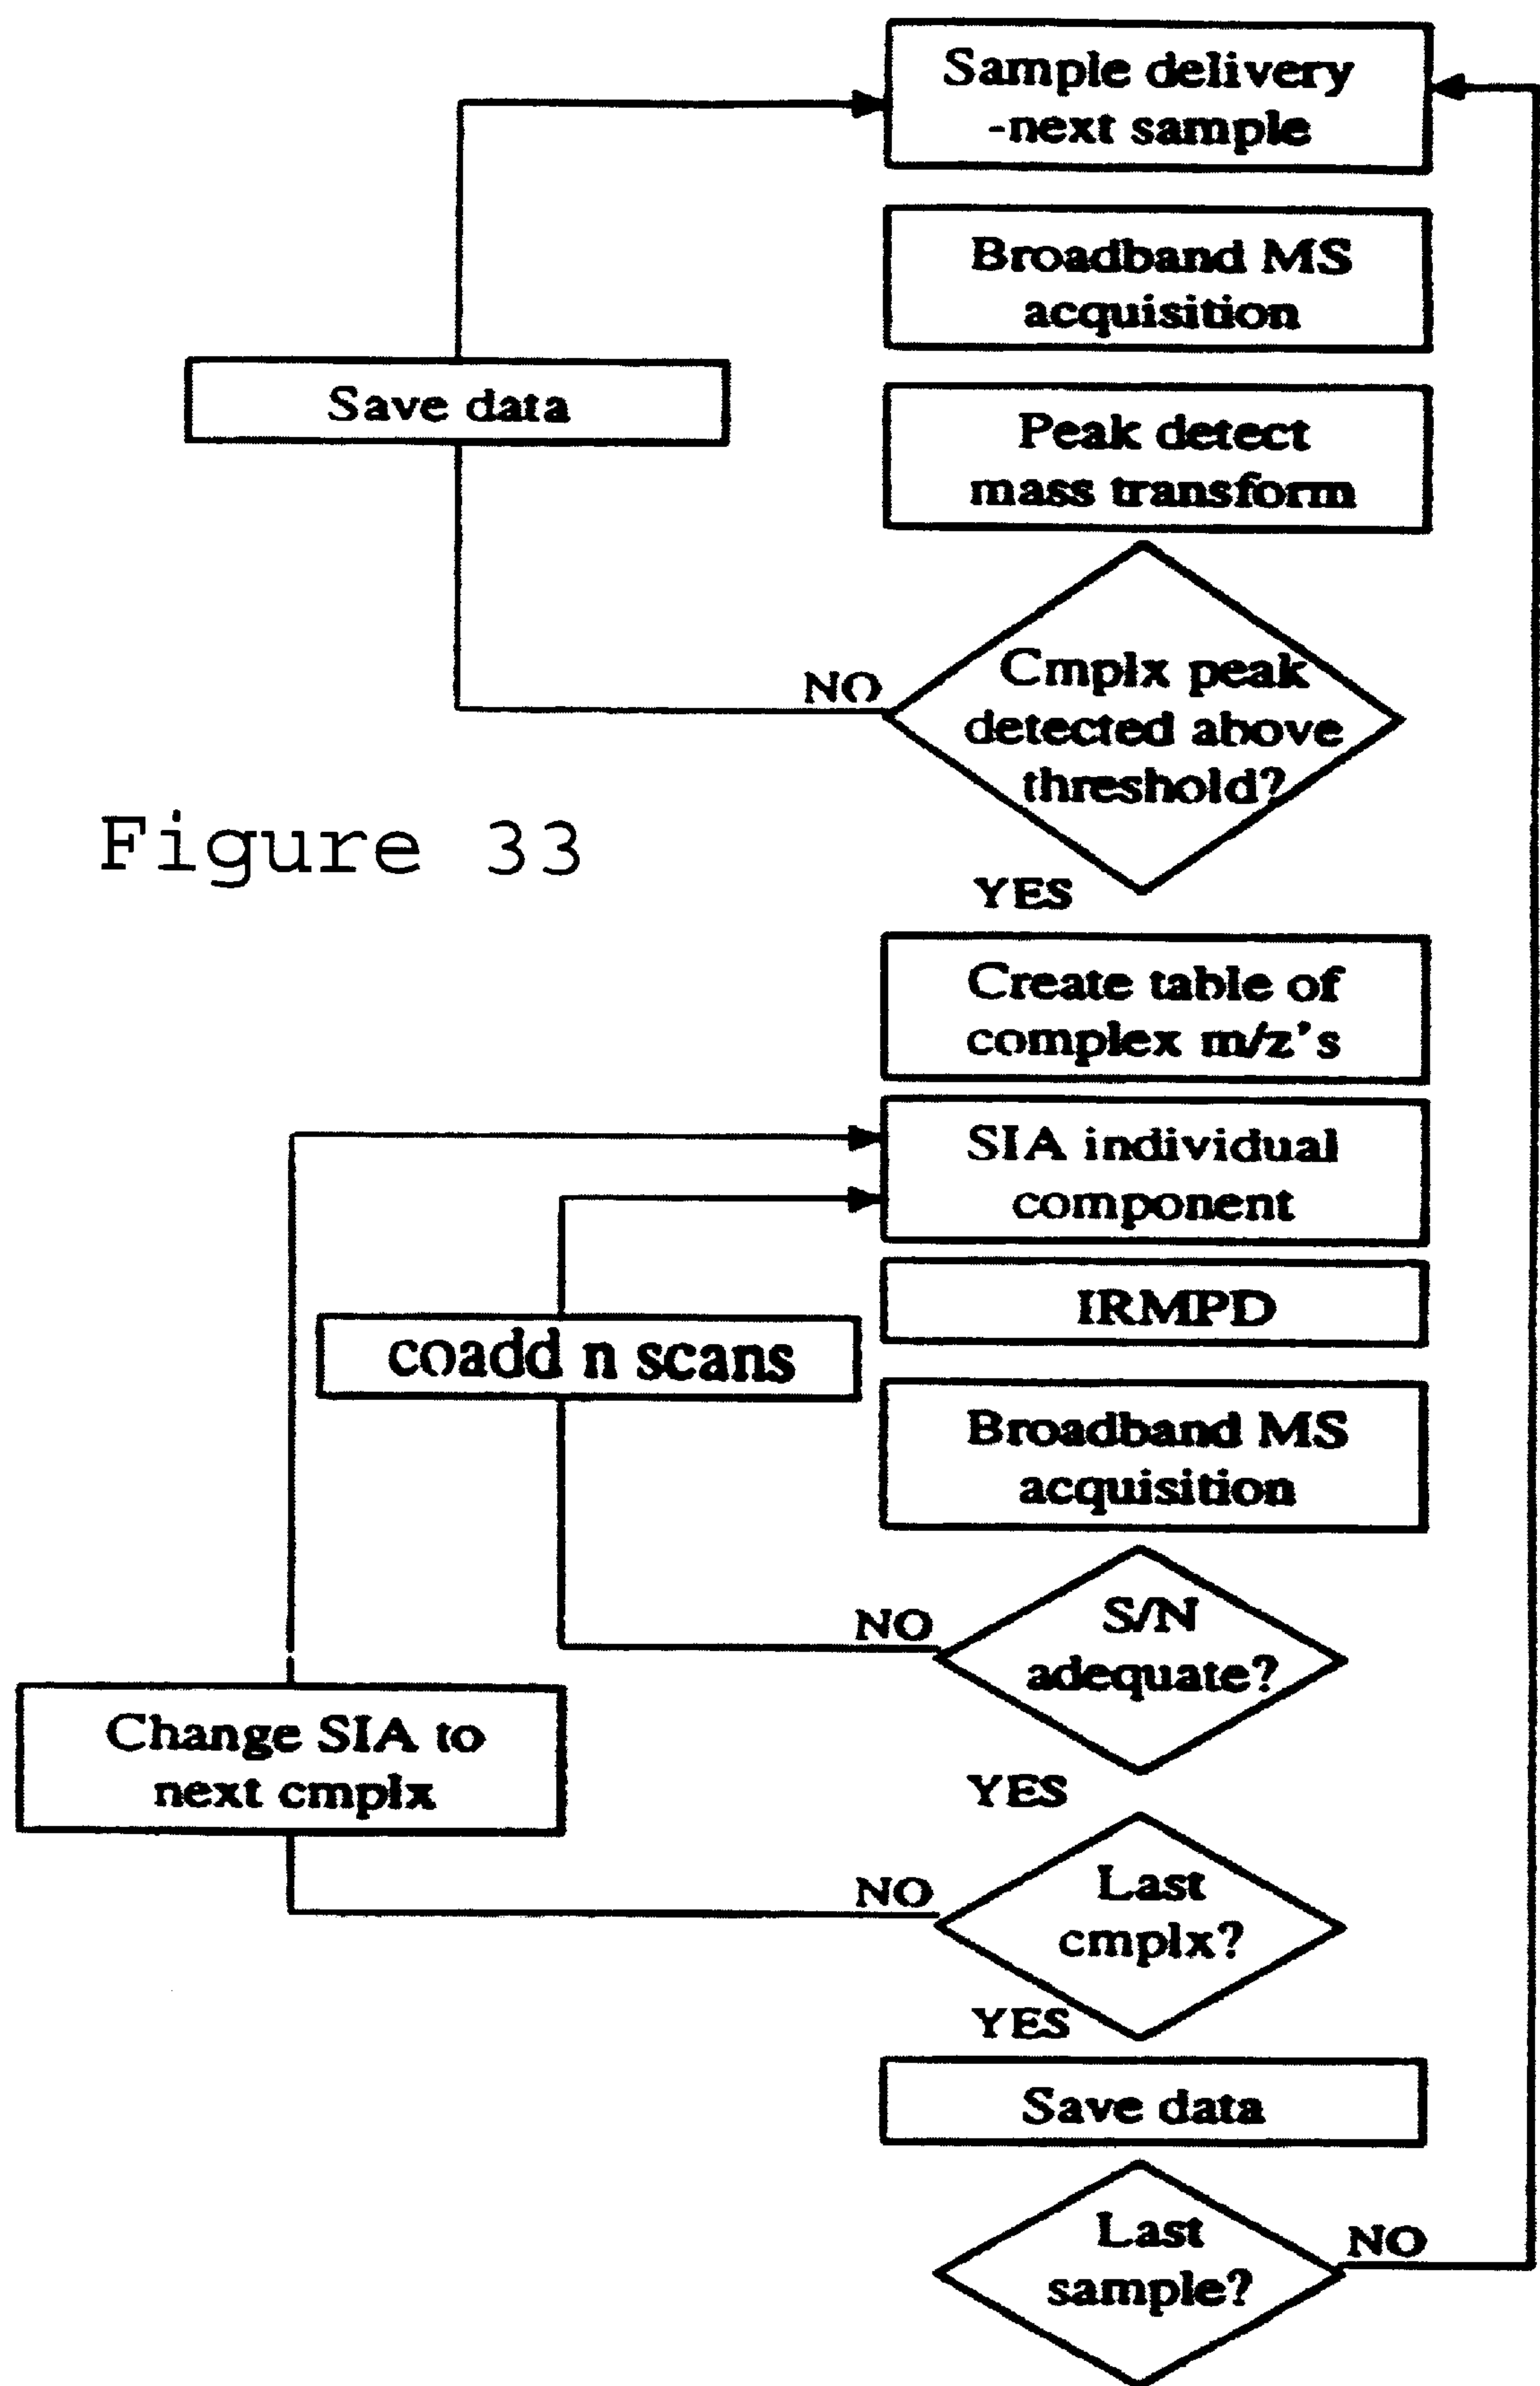 Sample delivery
-next sample
Broadband MS
acquisition
Save data
Peak detect
mass transform
NO
Cmplx peak
detected above
threshold?
Figure 33
YES
Create table of
complex m/z's
SIA individual
component
IRMPD
coadd n scans
Broadband MS
acquisition
NO
S/N
adequate?
Change SIA to
next cmplx
YES
NO
Last
cmplx?
YES
Save data
Last
sample?
NO